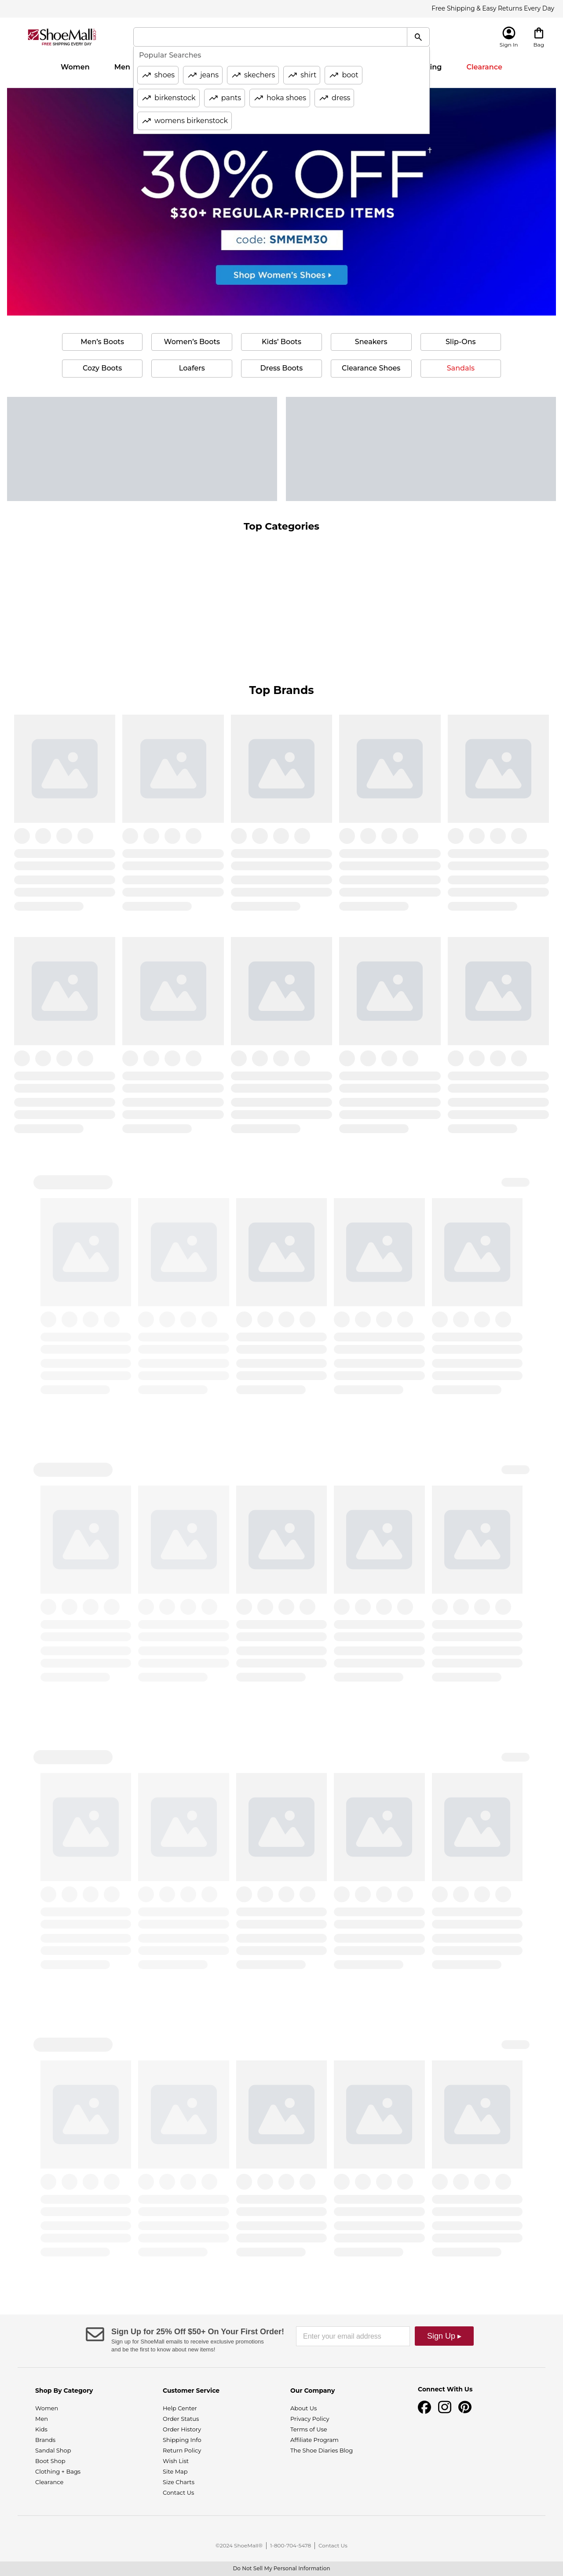 Free Shipping & Easy Returns Every Day
ShoeMall
FREE SHIPPING EVERY DAY
Sign In
Bag
Popular Searches
Women
Men
ing
Clearance
shoes
jeans
skechers
shirt
boot
birkenstock
pants
hoka shoes
dress
womens birkenstock
30% OFF†
$30+ REGULAR-PRICED ITEMS
code: SMMEM30
Shop Women's Shoes ▸
Men's Boots
Women's Boots
Kids' Boots
Sneakers
Slip-Ons
Cozy Boots
Loafers
Dress Boots
Clearance Shoes
Sandals
Top Categories
Top Brands
Sign Up for 25% Off $50+ On Your First Order!
Sign up for ShoeMall emails to receive exclusive promotions
and be the first to know about new items!
Enter your email address
Sign Up ▸
Shop By Category
Women
Men
Kids
Brands
Sandal Shop
Boot Shop
Clothing + Bags
Clearance
Customer Service
Help Center
Order Status
Order History
Shipping Info
Return Policy
Wish List
Site Map
Size Charts
Contact Us
Our Company
About Us
Privacy Policy
Terms of Use
Affiliate Program
The Shoe Diaries Blog
Connect With Us
©2024 ShoeMall® | 1-800-704-5478 | Contact Us
Do Not Sell My Personal Information